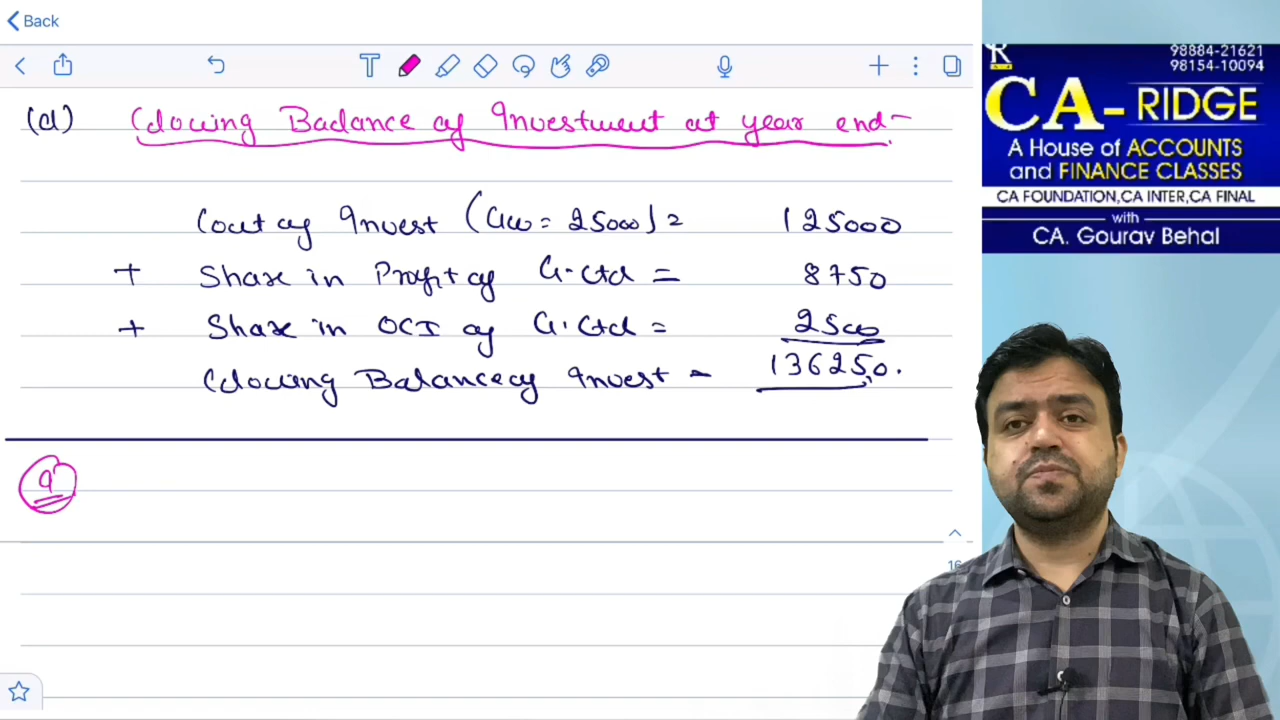 Back
(d) Closing Balance of Investment at year end-
Cost of Invest (GW = 25000) = 125000
+ Share in Profit of G. Ltd = 8750
+ Share in OCI of G. Ltd = 2500
Closing Balance of Invest - 136250.
9
16
R
98884-21621
98154-10094
CA- RIDGE
A House of ACCOUNTS
and FINANCE CLASSES
CA FOUNDATION,CA INTER,CA FINAL
with
CA. Gourav Behal